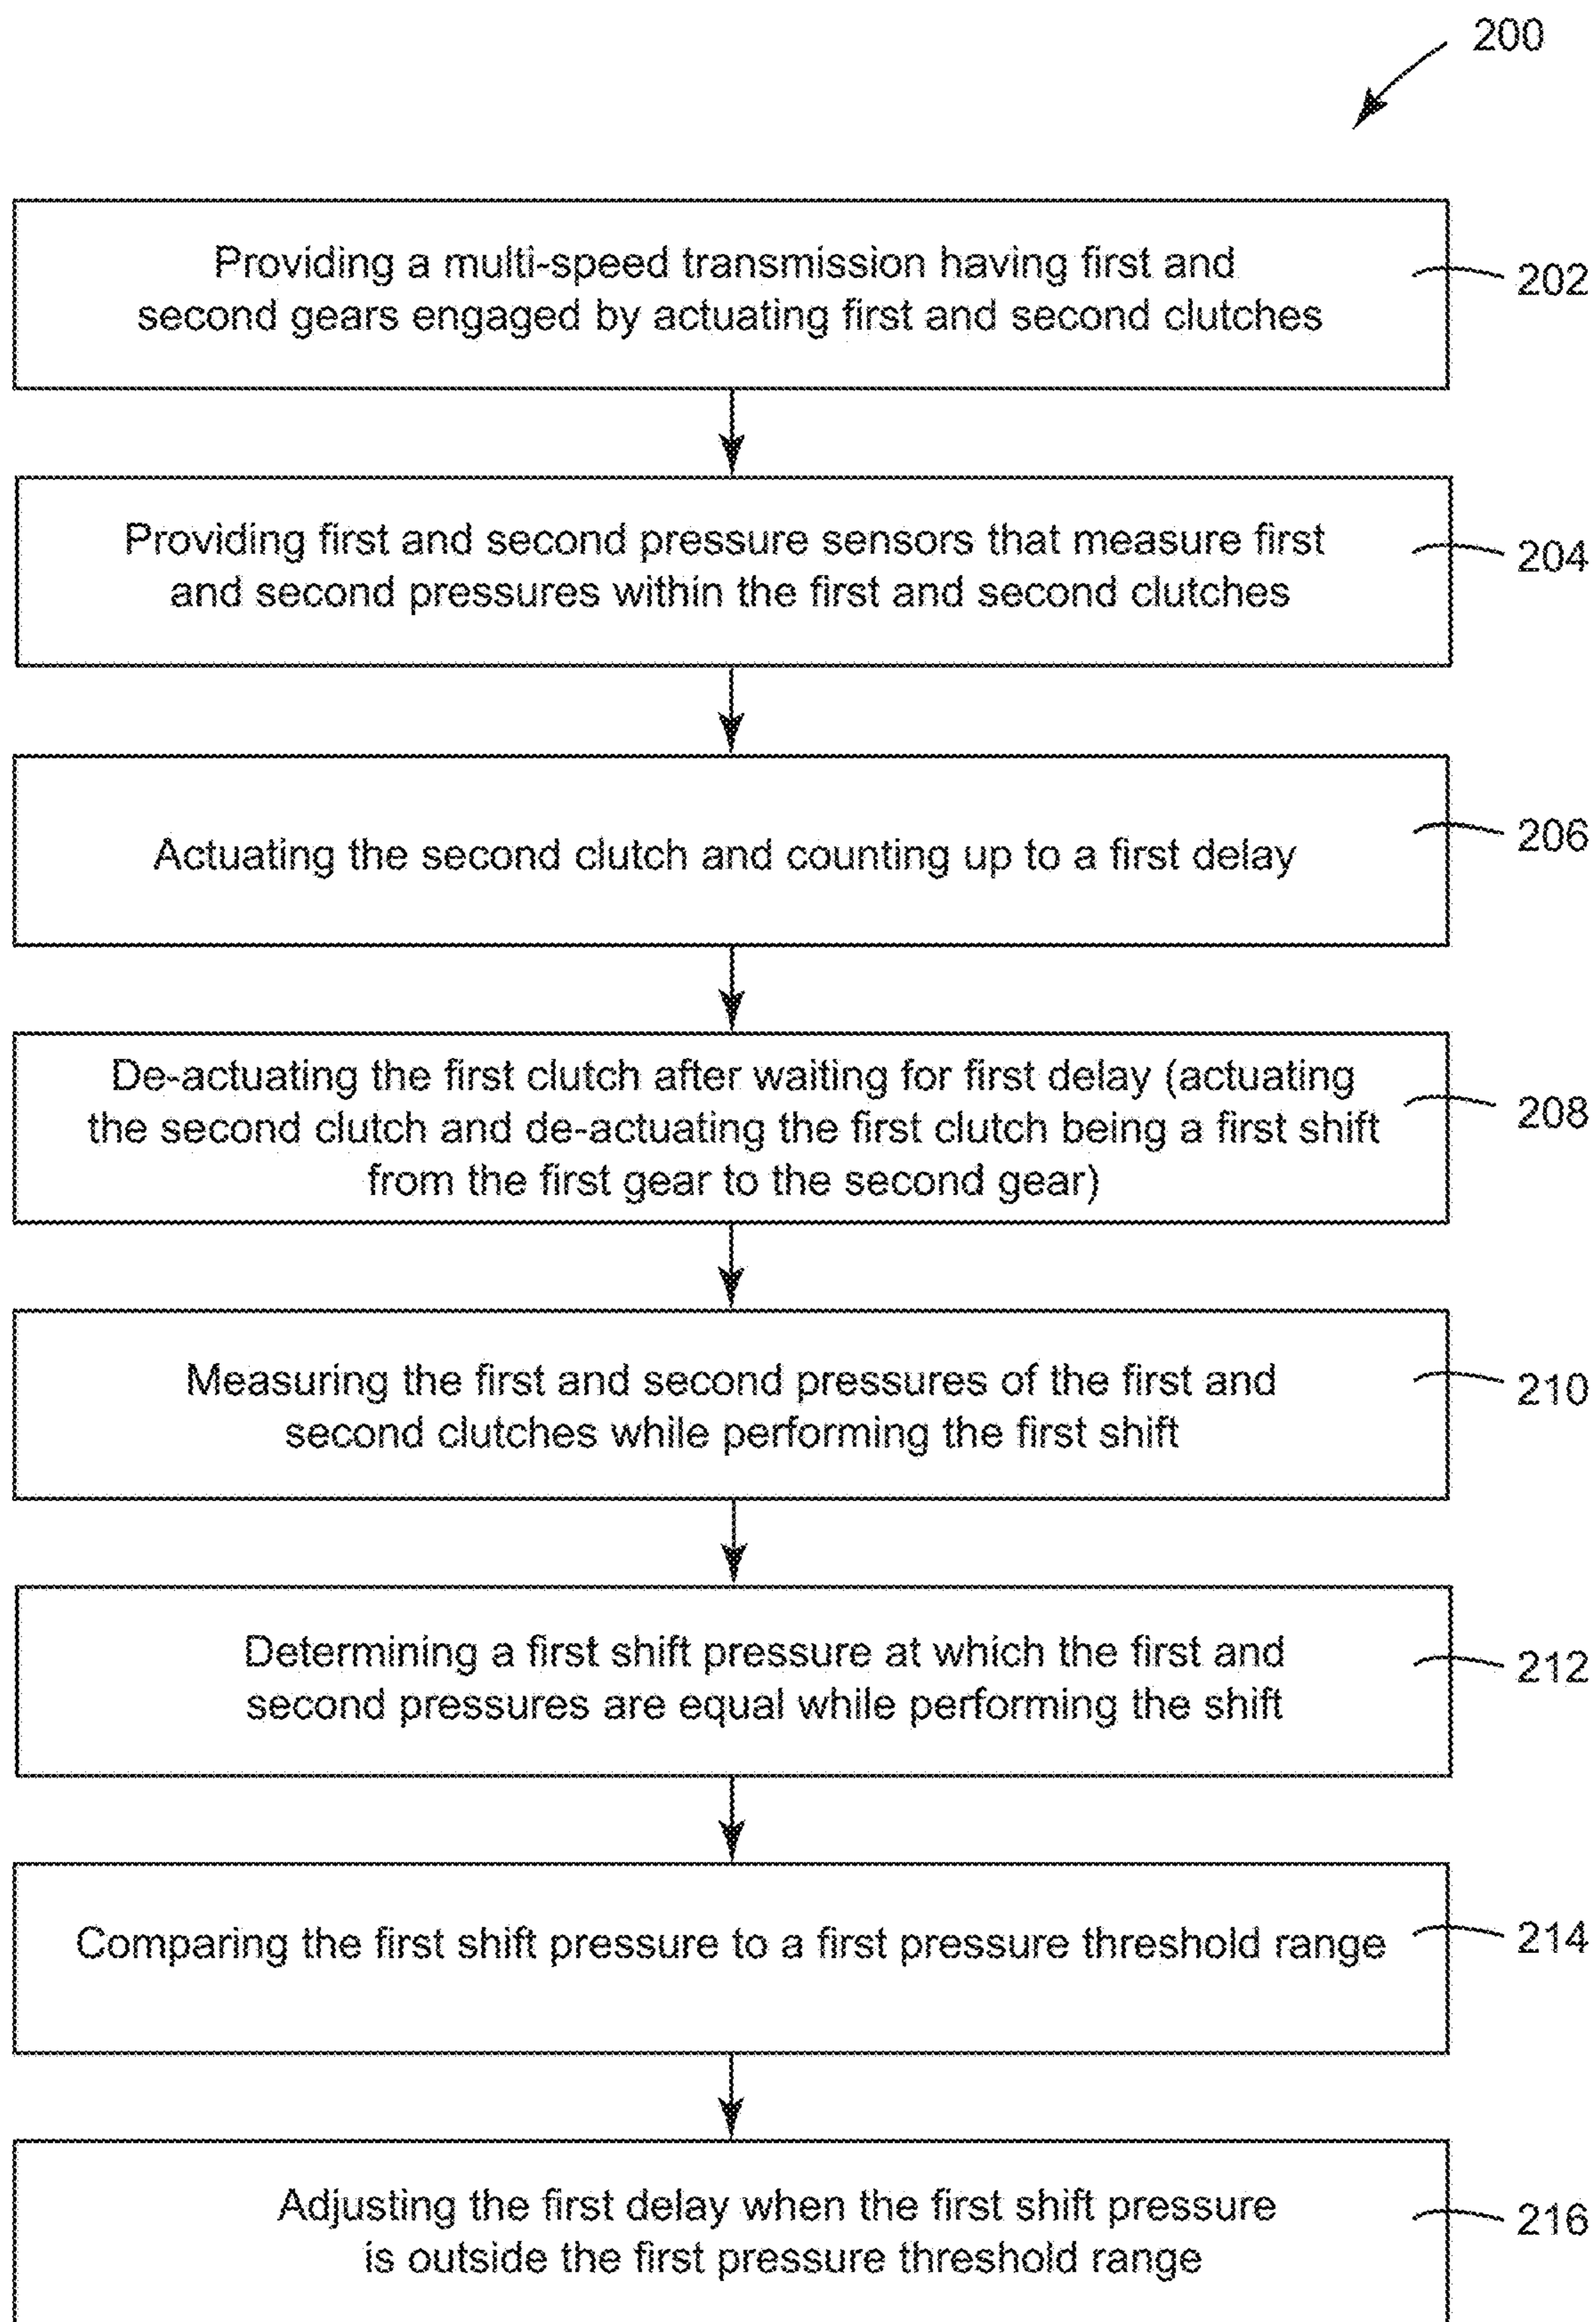 200
Providing a multi-speed transmission having first and
second gears engaged by actuating first and second clutches
202
Providing first and second pressure sensors that measure first
and second pressures within the first and second clutches
204
Actuating the second clutch and counting up to a first delay
206
De-actuating the first clutch after waiting for first delay (actuating
the second clutch and de-actuating the first clutch being a first shift
from the first gear to the second gear)
208
Measuring the first and second pressures of the first and
second clutches while performing the first shift
210
Determining a first shift pressure at which the first and
second pressures are equal while performing the shift
212
Comparing the first shift pressure to a first pressure threshold range
214
Adjusting the first delay when the first shift pressure
is outside the first pressure threshold range
216